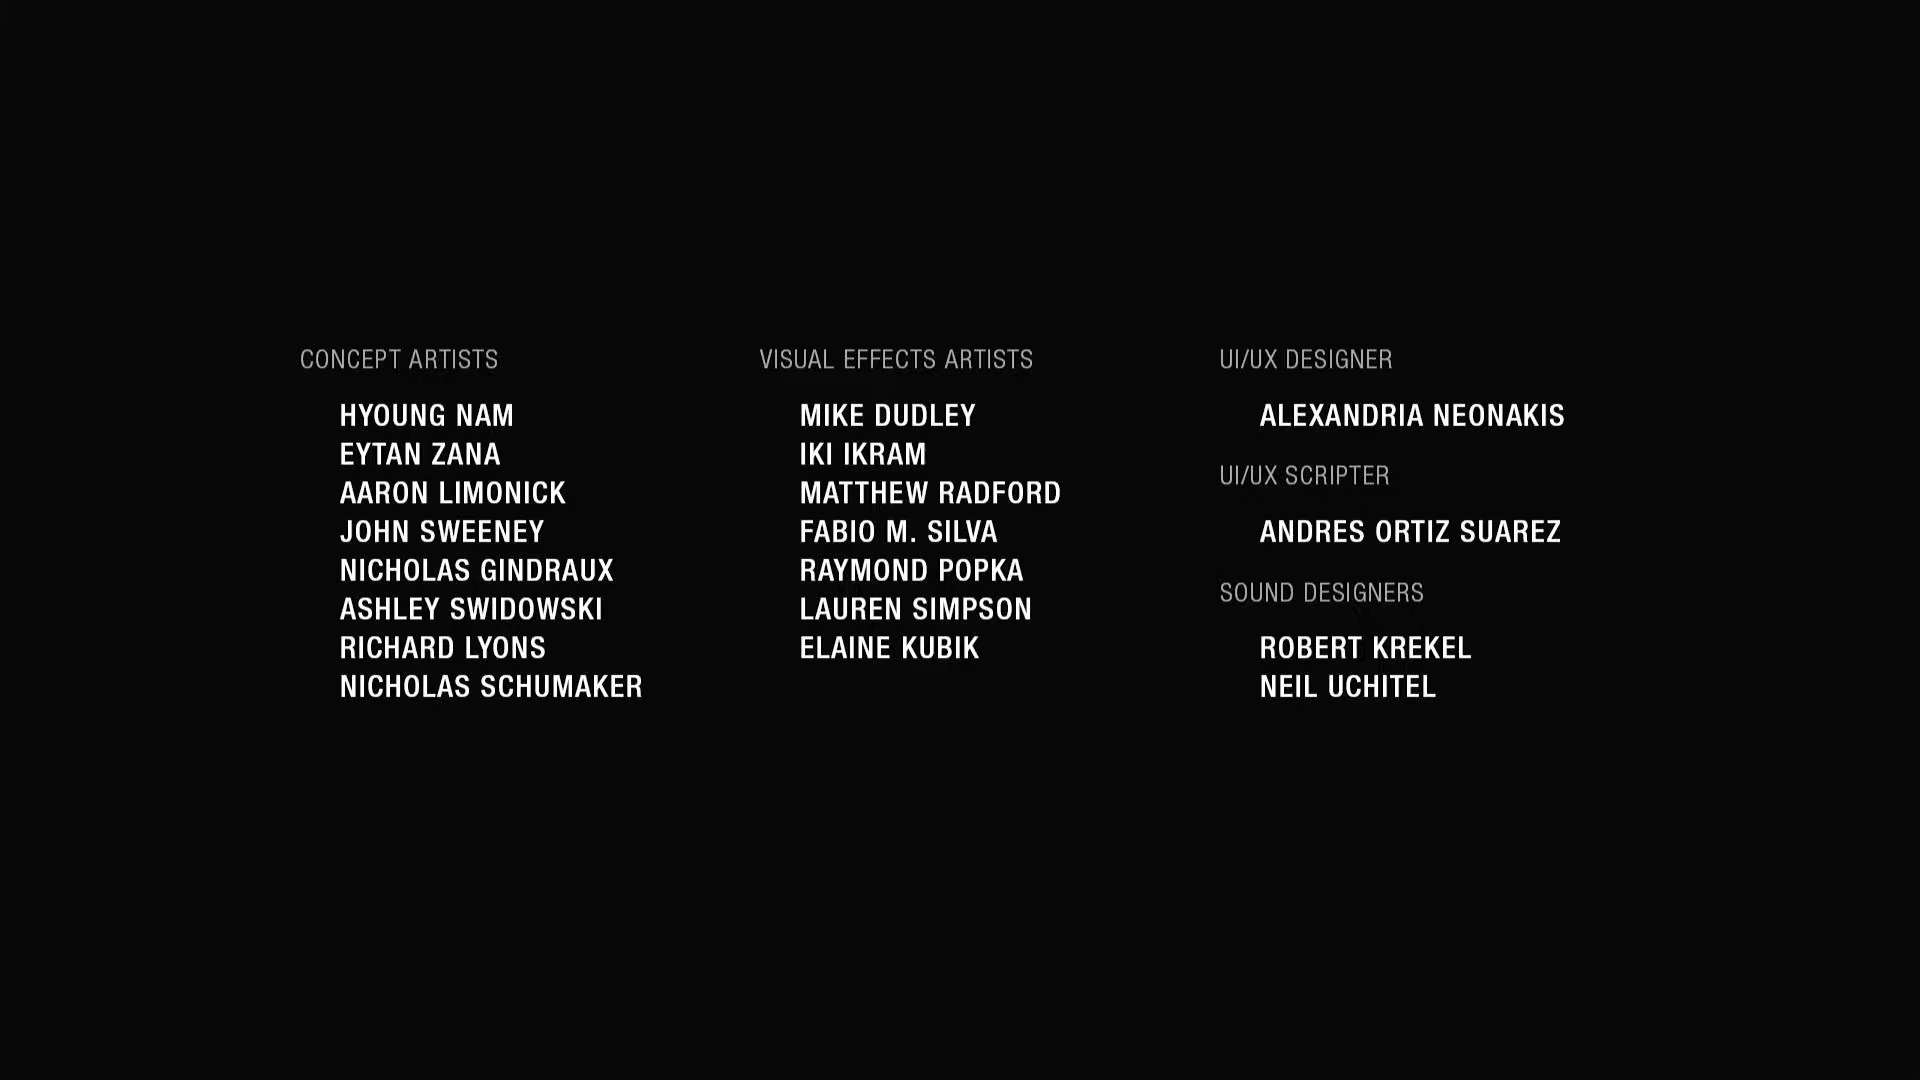 CONCEPT ARTISTS
HYOUNG NAM
EYTAN ZANA
AARON LIMONICK
JOHN SWEENEY
NICHOLAS GINDRAUX
ASHLEY SWIDOWSKI
RICHARD LYONS
NICHOLAS SCHUMAKER
VISUAL EFFECTS ARTISTS
MIKE DUDLEY
IKI IKRAM
MATTHEW RADFORD
FABIO M. SILVA
RAYMOND POPKA
LAUREN SIMPSON
ELAINE KUBIK
UI/UX DESIGNER
ALEXANDRIA NEONAKIS
UI/UX SCRIPTER
ANDRES ORTIZ SUAREZ
SOUND DESIGNERS
ROBERT KREKEL
NEIL UCHITEL